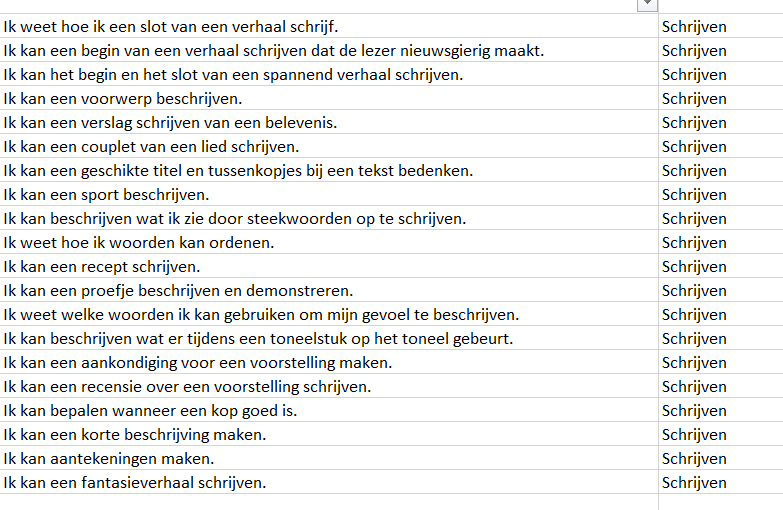 Ik weet hoe ik een slot van een verhaal schrijf. Schrijven
Ik kan een begin van een verhaal schrijven dat de lezer nieuwsgierig maakt. Schrijven
Ik kan het begin en het slot van een spannend verhaal schrijven. Schrijven
Ik kan een voorwerp beschrijven. Schrijven
Ik kan een verslag schrijven van een belevenis. Schrijven
Ik kan een couplet van een lied schrijven. Schrijven
Ik kan een geschikte titel en tussenkopjes bij een tekst bedenken. Schrijven
Ik kan een sport beschrijven. Schrijven
Ik kan beschrijven wat ik zie door steekwoorden op te schrijven. Schrijven
Ik weet hoe ik woorden kan ordenen. Schrijven
Ik kan een recept schrijven. Schrijven
Ik kan een proefje beschrijven en demonstreren. Schrijven
Ik weet welke woorden ik kan gebruiken om mijn gevoel te beschrijven. Schrijven
Ik kan beschrijven wat er tijdens een toneelstuk op het toneel gebeurt. Schrijven
Ik kan een aankondiging voor een voorstelling maken. Schrijven
Ik kan een recensie over een voorstelling schrijven. Schrijven
Ik kan bepalen wanneer een kop goed is. Schrijven
Ik kan een korte beschrijving maken. Schrijven
Ik kan aantekeningen maken. Schrijven
Ik kan een fantasieverhaal schrijven. Schrijven